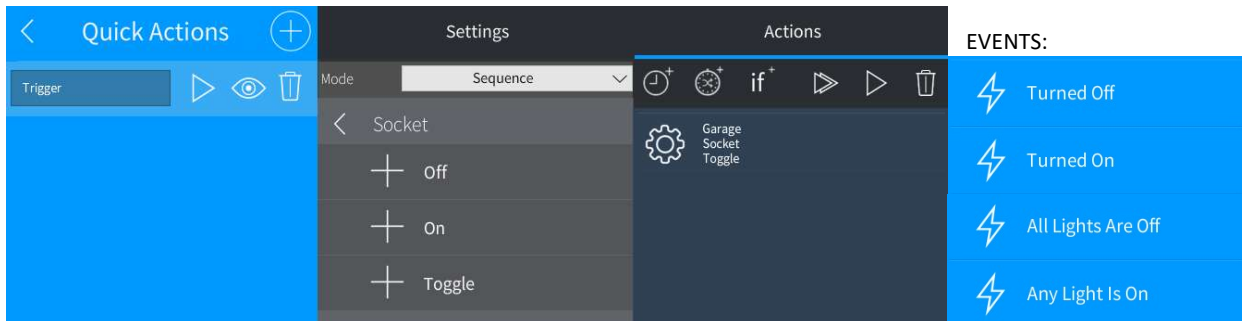 Quick Actions
Trigger
Settings
Mode
Sequence
Socket
Off
On
Toggle
Actions
if
Garage
Socket
Toggle
EVENTS:
Turned Off
Turned On
All Lights Are Off
Any Light Is On